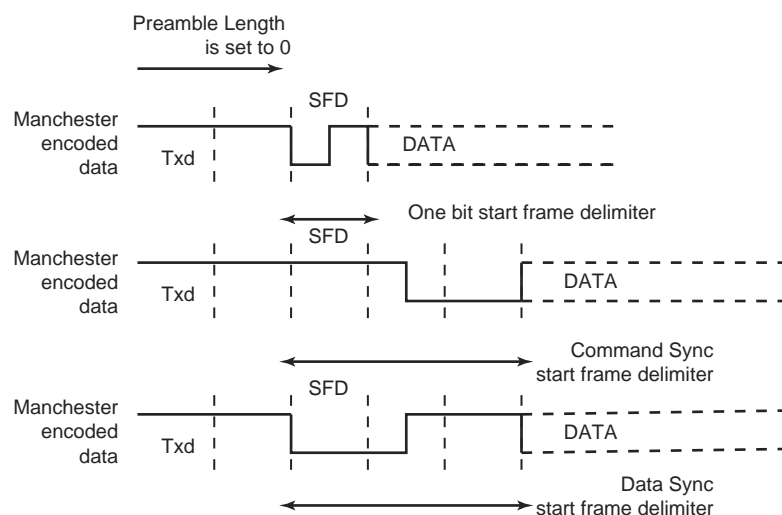 Preamble Length
is set to 0
SFD
Manchester
encoded
data
Txd
DATA
One bit start frame delimiter
SFD
Manchester
encoded
data
Txd
DATA
Command Sync
start frame delimiter
SFD
Manchester
encoded
data
Txd
DATA
Data Sync
start frame delimiter